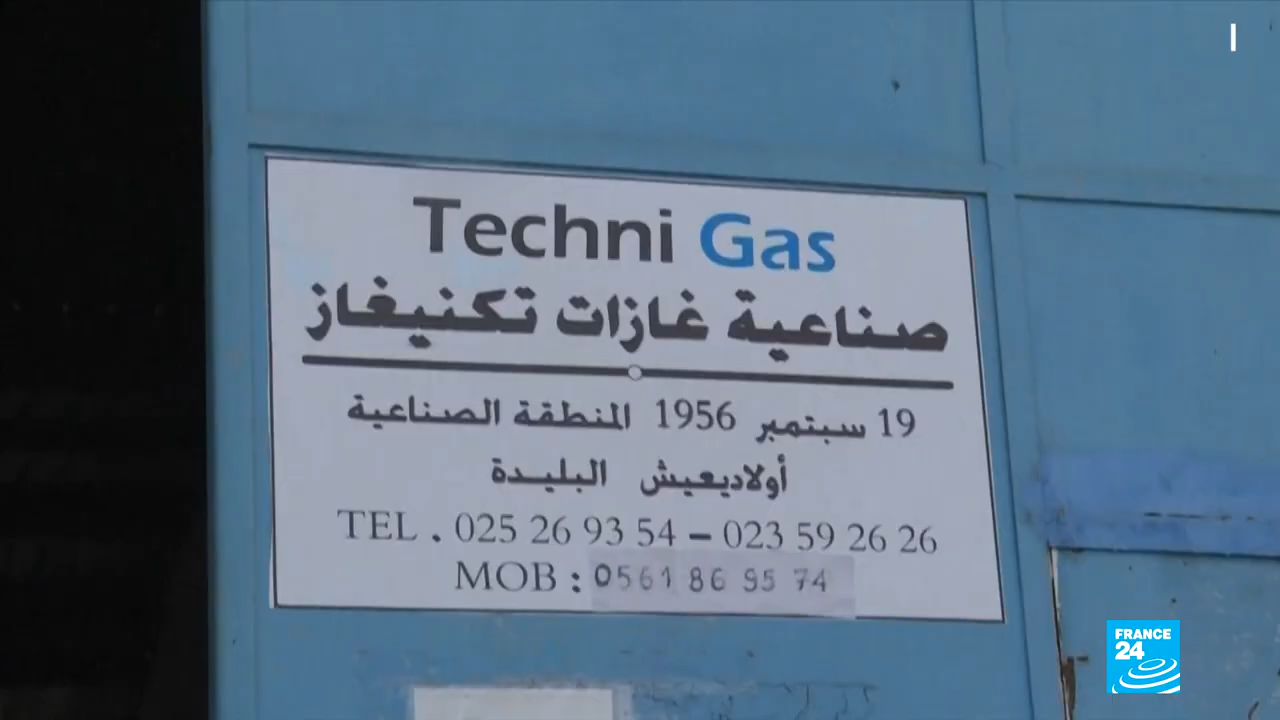 Techni Gas
صناعية غازات تكنيغاز
19 سبتمبر 1956 المنطقة الصناعية
أولاديعيش البليدة
TEL . 025 26 93 54 – 023 59 26 26
MOB : 0561 86 95 74
FRANCE
24